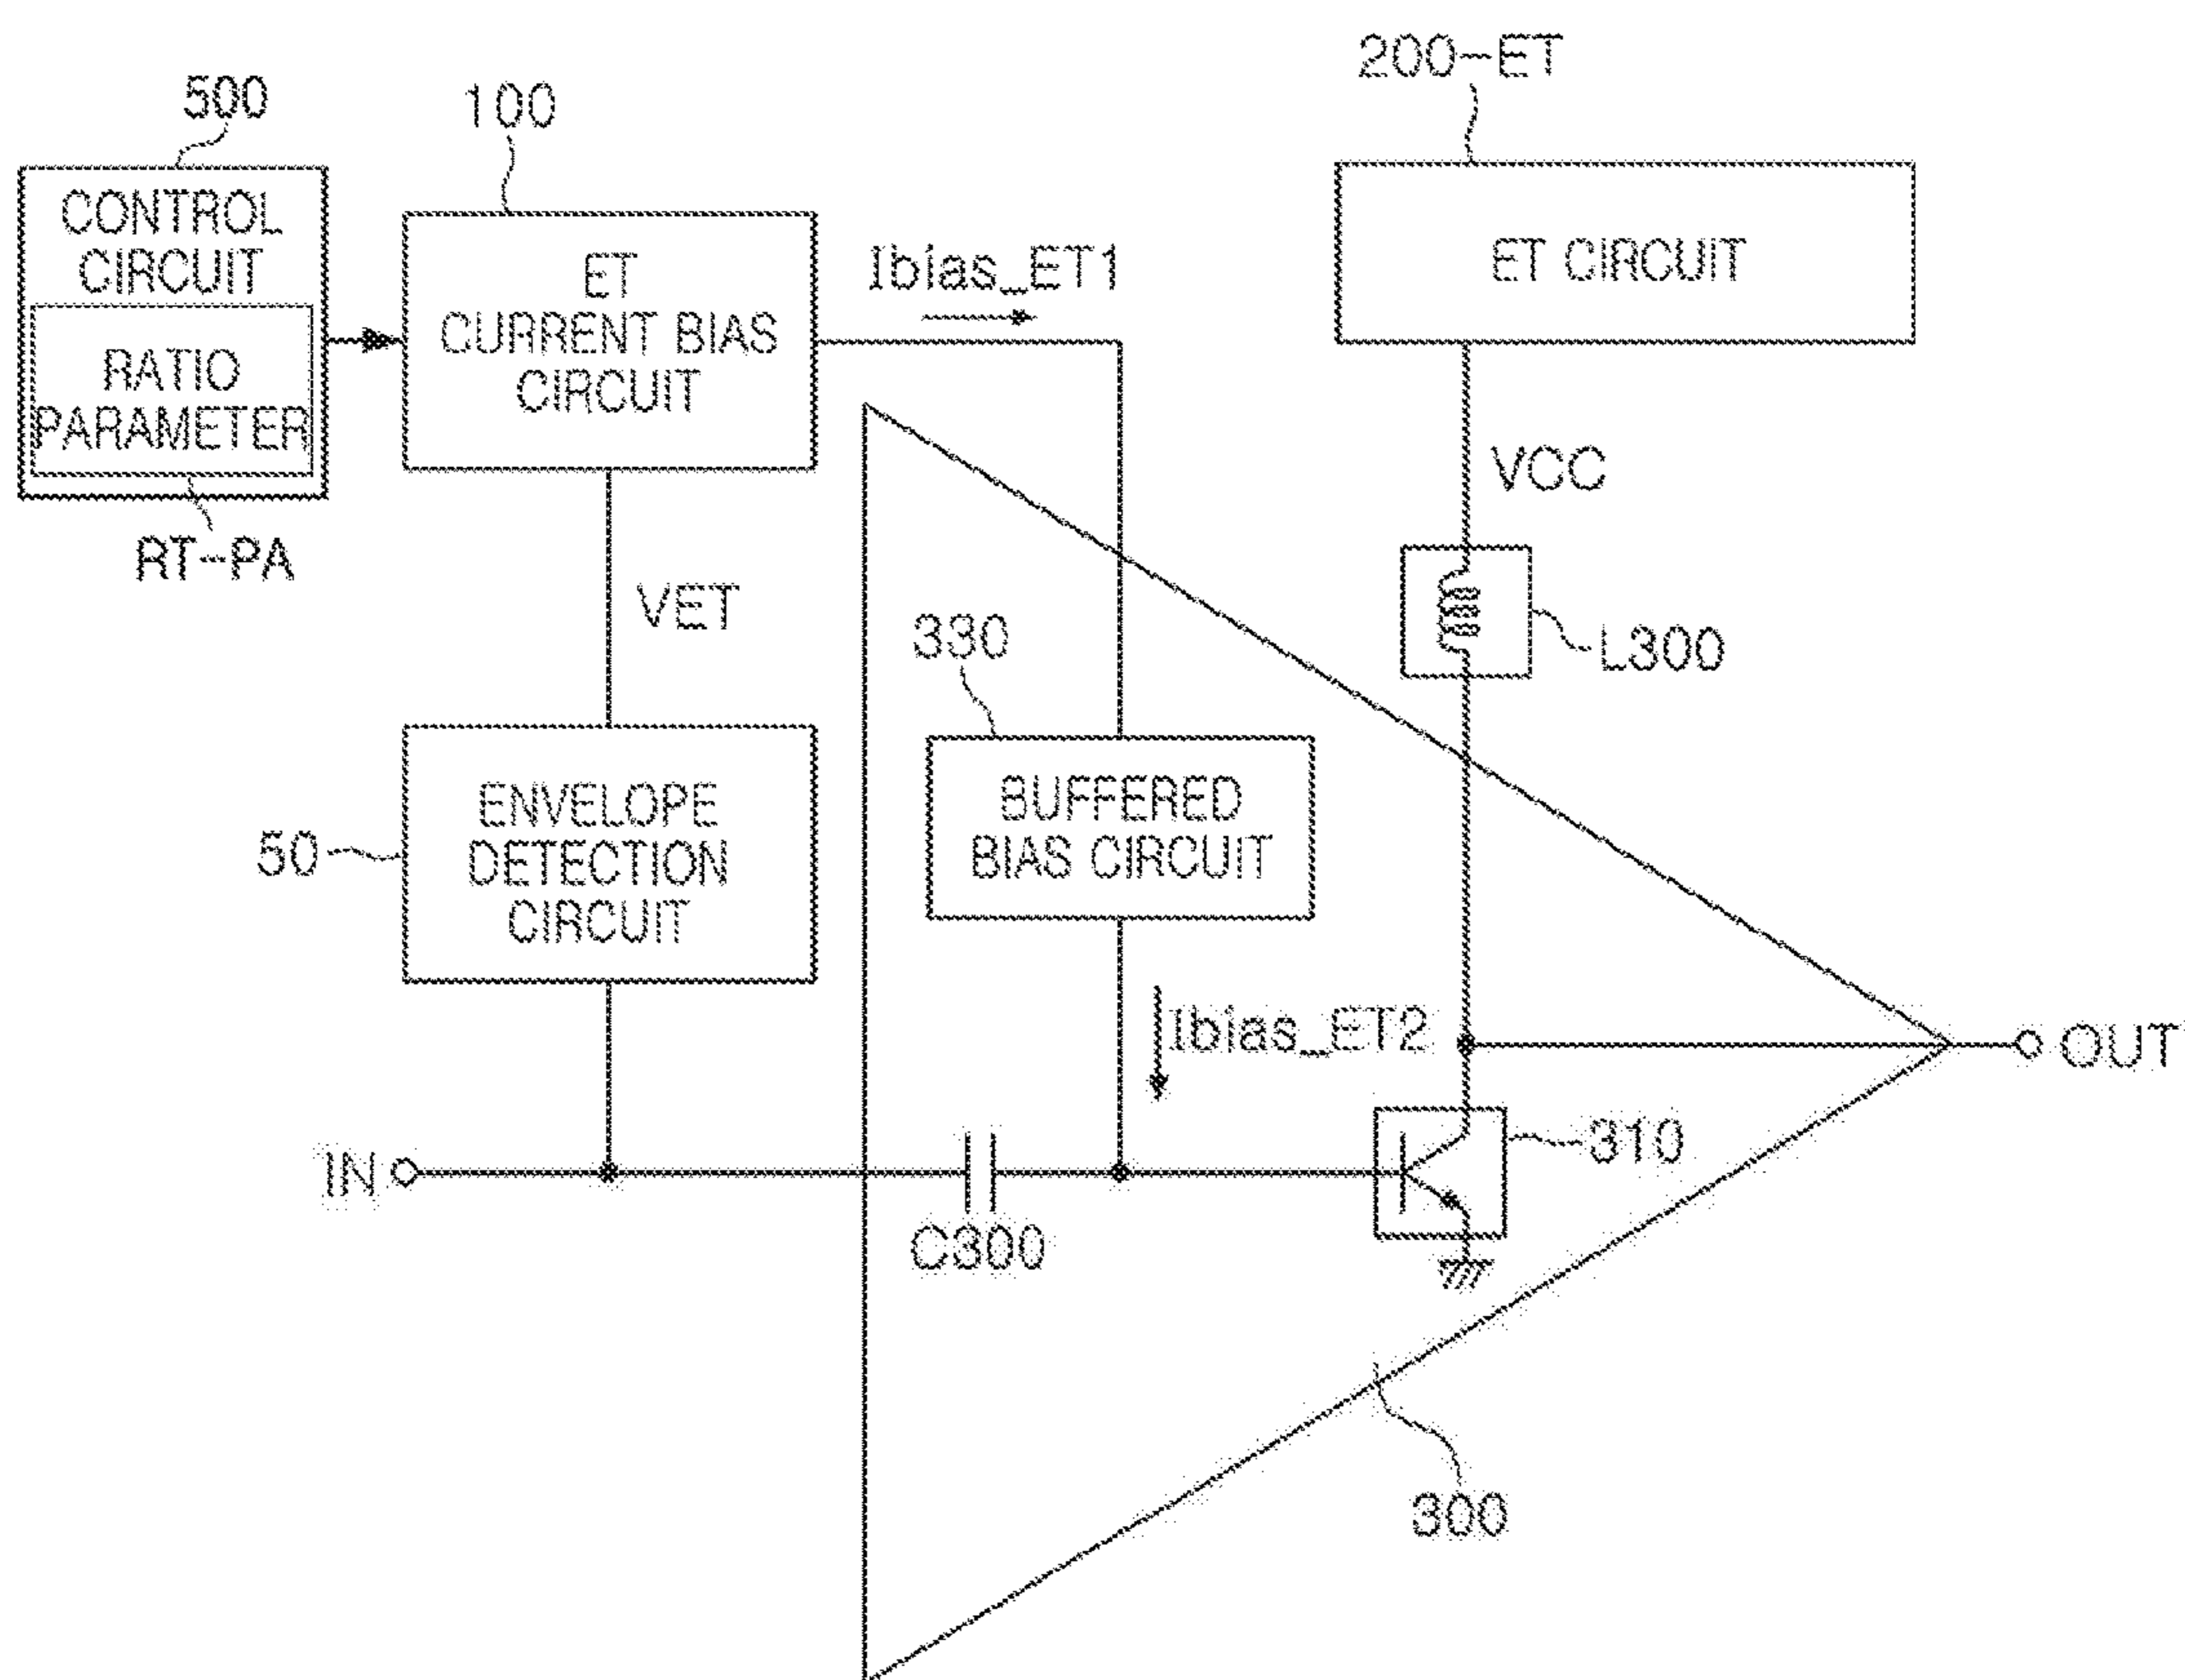 200-ET
500
100
CONTROL
CIRCUIT
RATIO
PARAMETER
RT-PA
ET
CURRENT BIAS
CIRCUIT
Ibias_ET1
ET CIRCUIT
VCC
VET
L300
330
BUFFERED
BIAS CIRCUIT
50
ENVELOPE
DETECTION
CIRCUIT
Ibias_ET2
OUT
310
IN
C300
300